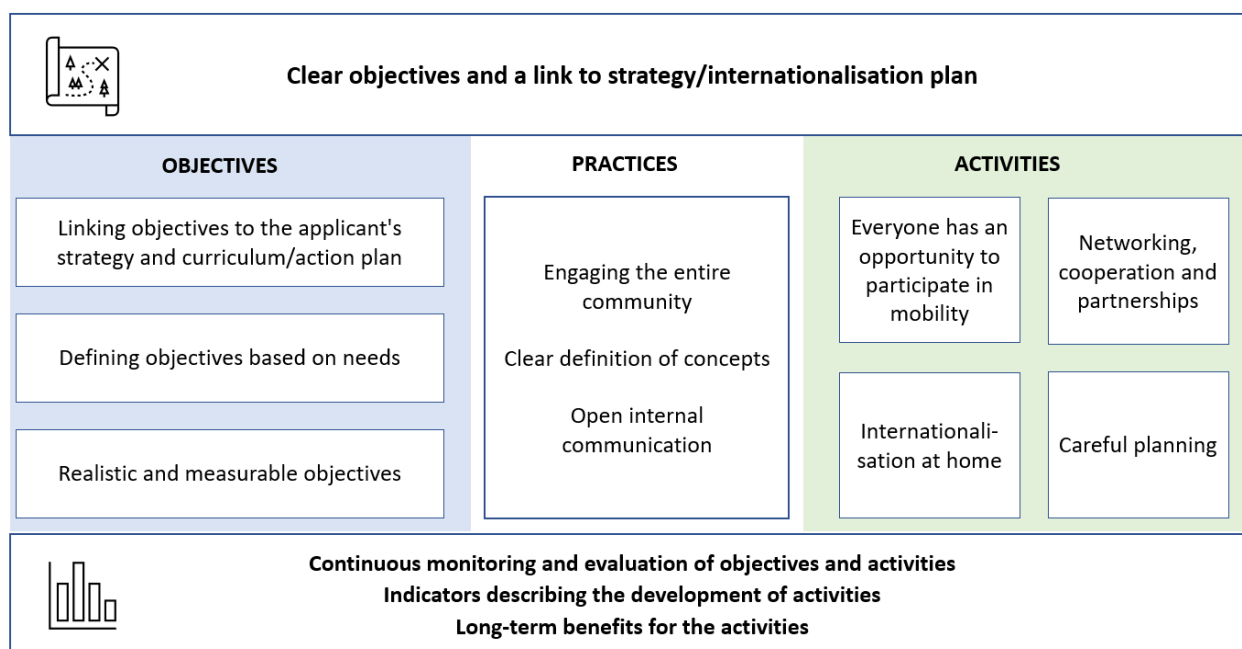 Clear objectives and a link to strategy/internationalisation plan
OBJECTIVES
Linking objectives to the applicant's
strategy and curriculum/action plan
Defining objectives based on needs
Realistic and measurable objectives
PRACTICES
Engaging the entire
community
Clear definition of concepts
Open internal
communication
ACTIVITIES
Everyone has an
opportunity to
participate in
mobility
Networking,
cooperation and
partnerships
Internationali-
sation at home
Careful planning
Continuous monitoring and evaluation of objectives and activities
Indicators describing the development of activities
Long-term benefits for the activities